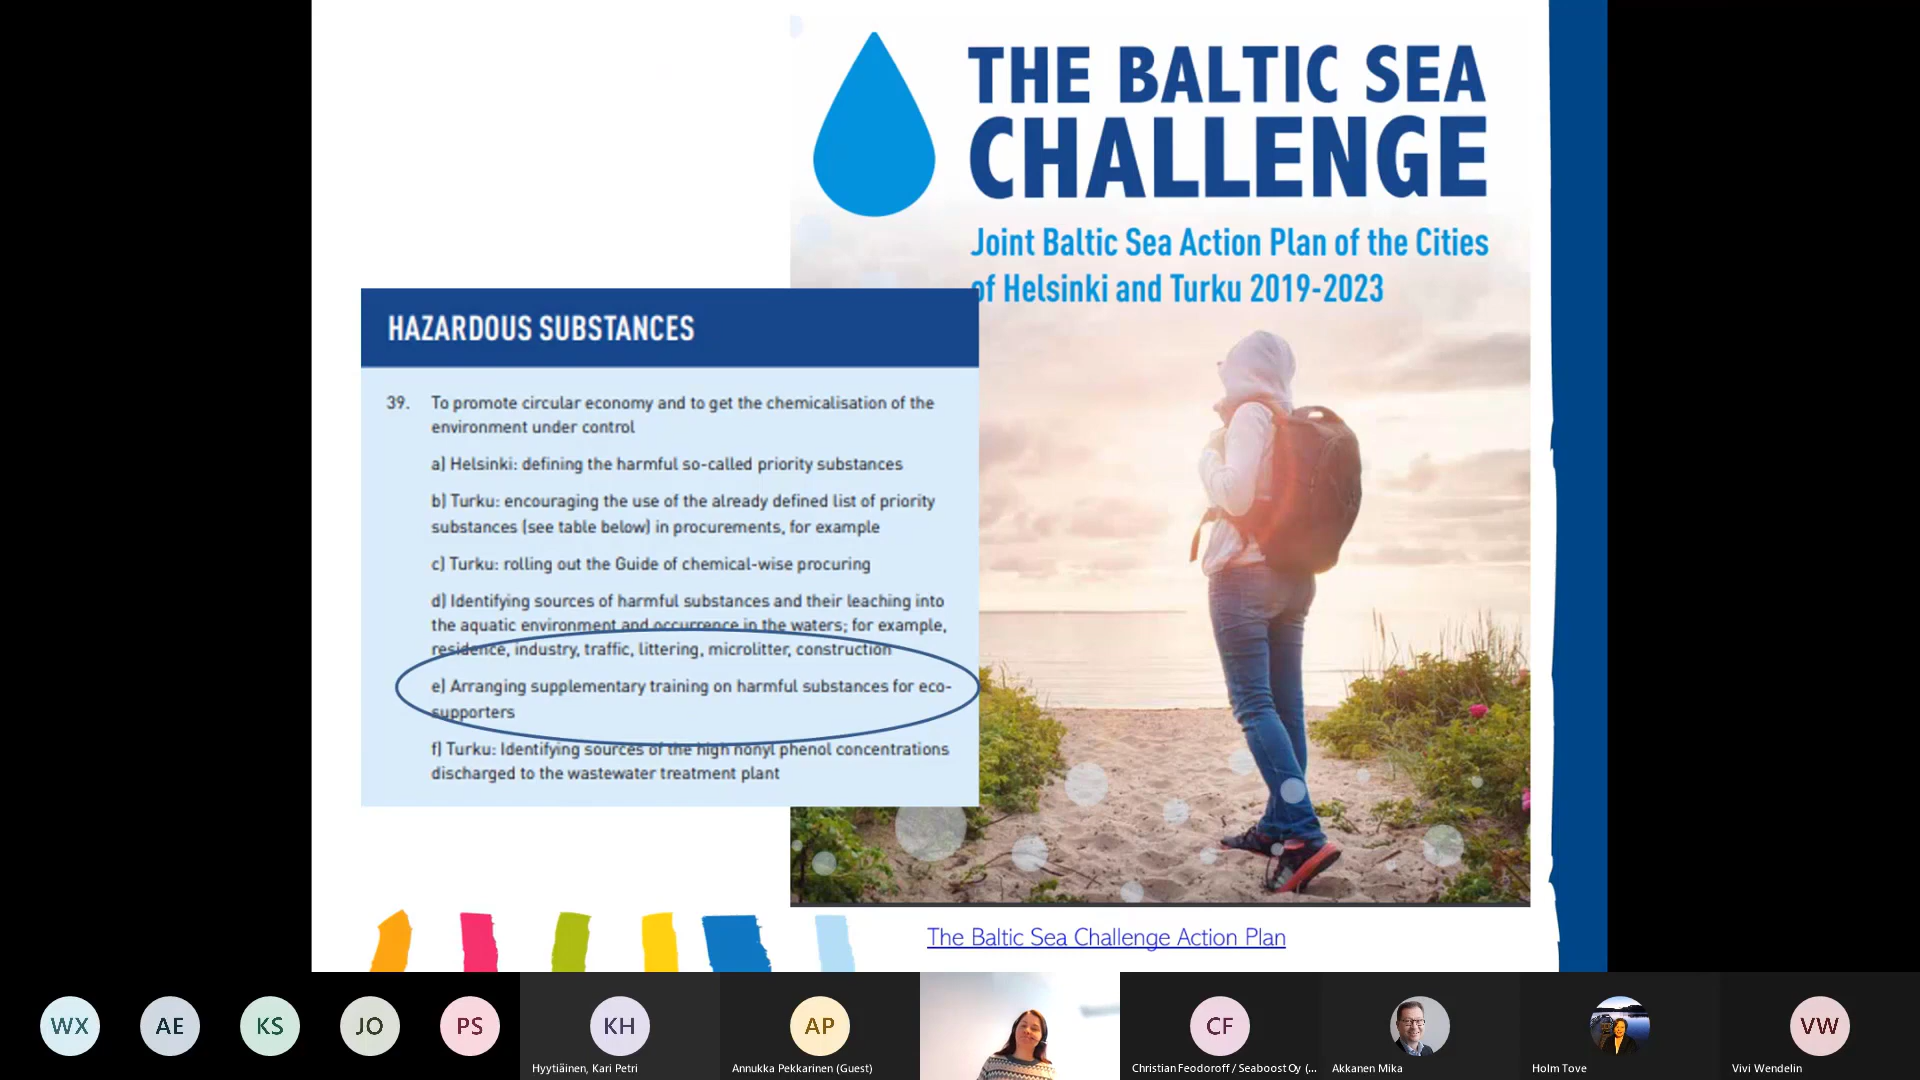 THE BALTIC SEA
CHALLENGE
Joint Baltic Sea Action Plan of the Cities
of Helsinki and Turku 2019-2023
HAZARDOUS SUBSTANCES
39. To promote circular economy and to get the chemicalisation of the
environment under control
a) Helsinki: defining the harmful so-called priority substances
b) Turku: encouraging the use of the already defined list of priority
substances (see table below) in procurements, for example
c) Turku: rolling out the Guide of chemical-wise procuring
d) Identifying sources of harmful substances and their leaching into
the aquatic environment and occurrence in the waters; for example,
residence, industry, traffic, littering, microlitter, construction
e) Arranging supplementary training on harmful substances for eco-
supporters
f) Turku: Identifying sources of the high nonyl phenol concentrations
discharged to the wastewater treatment plant
The Baltic Sea Challenge Action Plan
WX
AE
KS
JO
PS
KH
Hyytiäinen, Kari Petri
AP
Annukka Pekkarinen (Guest)
CF
Christian Feodoroff / Seaboost Oy (...
Akkanen Mika
Holm Tove
VW
Vivi Wendelin